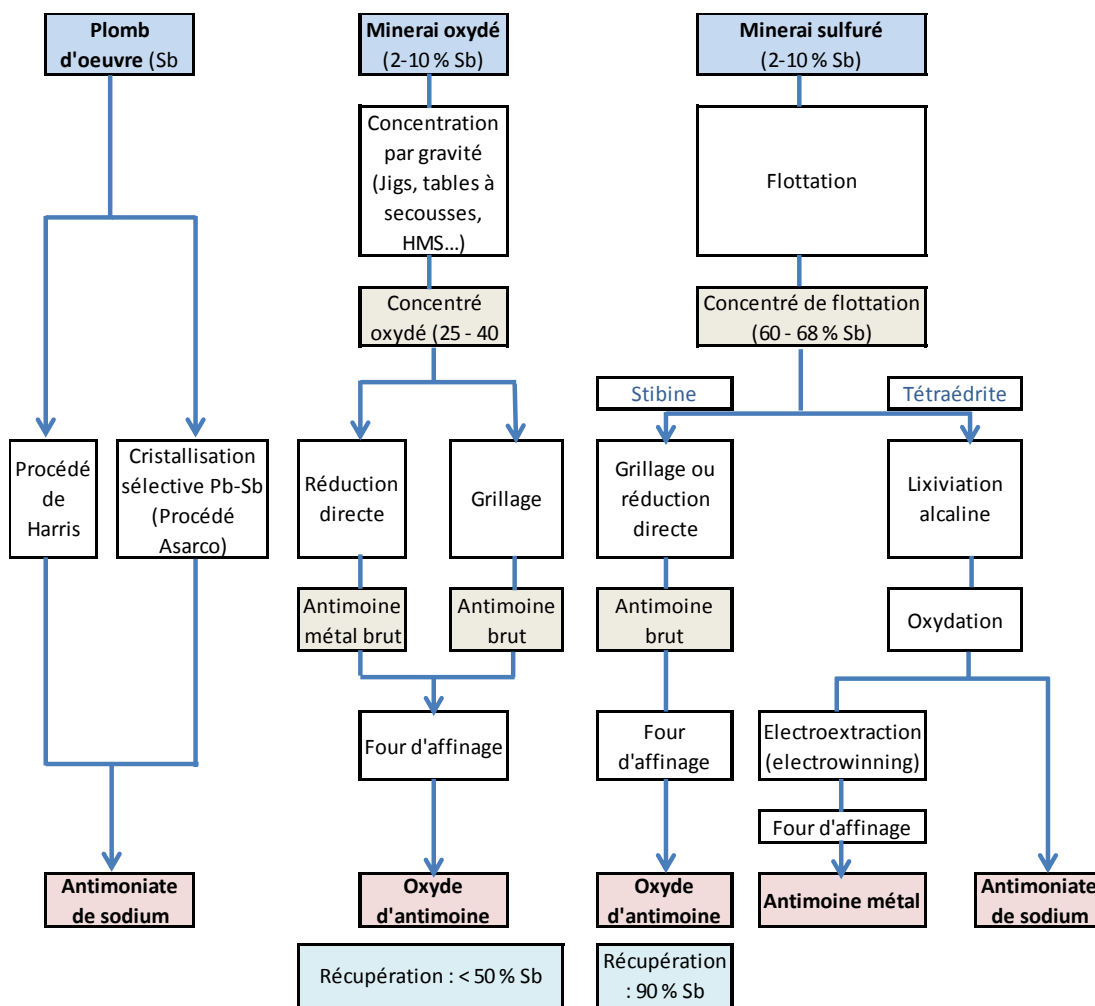 Plomb
d'oeuvre (Sb
Minerai oxydé
(2-10 % Sb)
Minerai sulfuré
(2-10 % Sb)
Concentration
par gravité
(Jigs, tables à
secousses,
HMS...)
Flottation
Concentré
oxydé (25 - 40
Concentré de flottation
(60 - 68 % Sb)
Stibine
Tétraédrite
Procédé
de
Harris
Cristallisation
sélective Pb-Sb
(Procédé
Asarco)
Réduction
directe
Grillage
Grillage ou
réduction
directe
Lixiviation
alcaline
Antimoine
métal brut
Antimoine
brut
Antimoine
brut
Oxydation
Four d'affinage
Four
d'affinage
Electroextraction
(electrowinning)
Four d'affinage
Antimoniate
de sodium
Oxyde
d'antimoine
Oxyde
d'antimoine
Antimoine métal
Antimoniate
de sodium
Récupération : < 50 % Sb
Récupération
: 90 % Sb